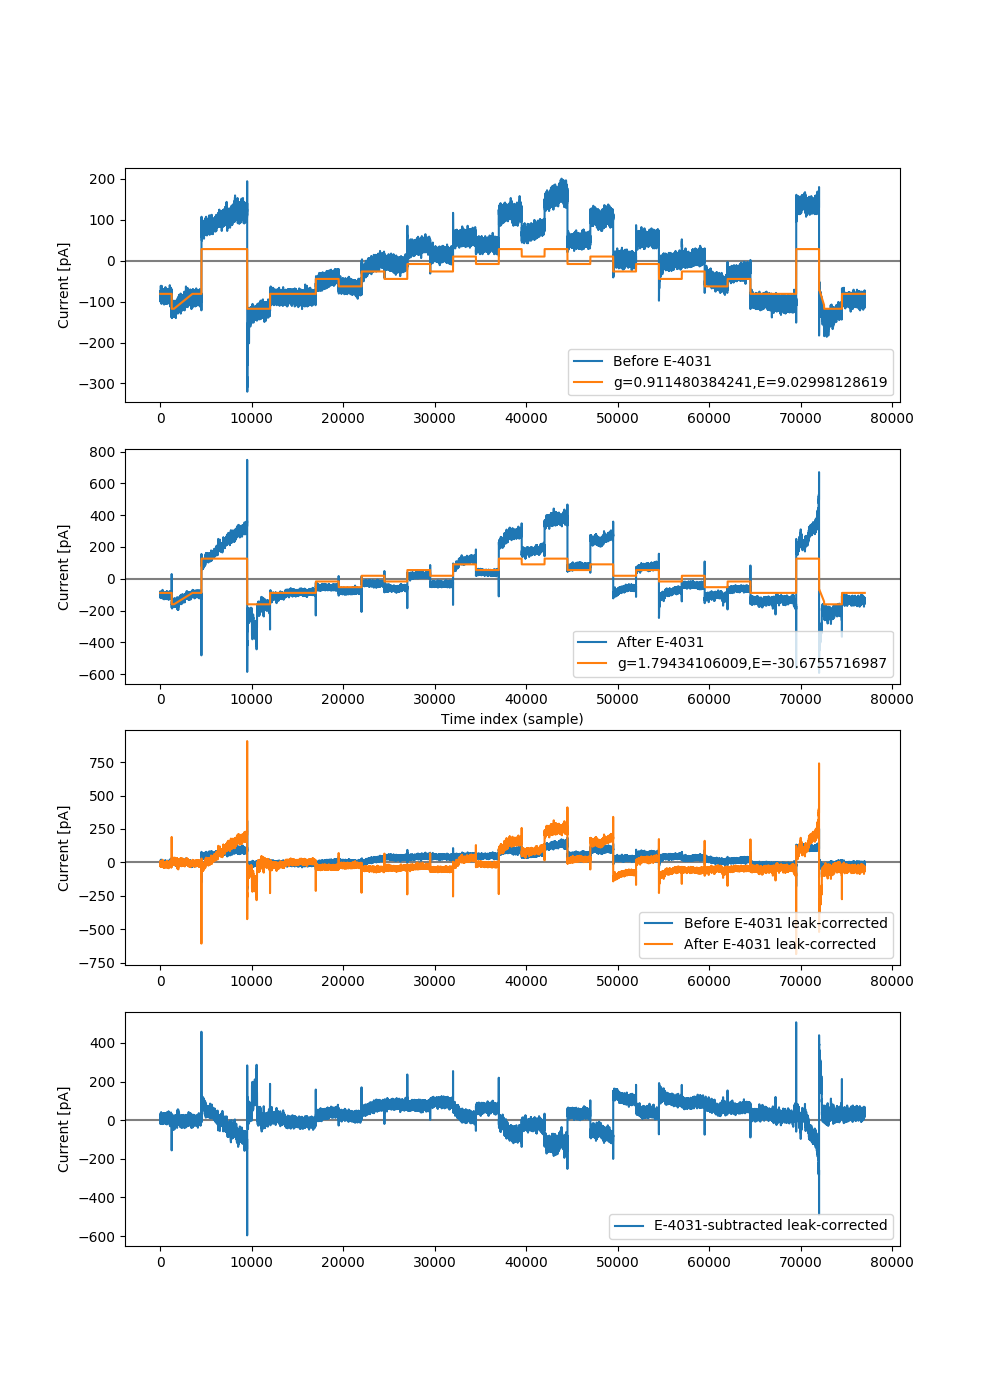 200
100
0
−100
−200
−300
Current [pA]
Before E-4031
g=0.911480384241,E=9.02998128619
0 10000 20000 30000 40000 50000 60000 70000 80000
800
600
400
200
0
−200
−400
−600
Current [pA]
After E-4031
g=1.79434106009,E=-30.6755716987
0 10000 20000 30000 40000 50000 60000 70000 80000
Time index (sample)
750
500
250
0
−250
−500
−750
Current [pA]
Before E-4031 leak-corrected
After E-4031 leak-corrected
0 10000 20000 30000 40000 50000 60000 70000 80000
400
200
0
−200
−400
−600
Current [pA]
E-4031-subtracted leak-corrected
0 10000 20000 30000 40000 50000 60000 70000 80000